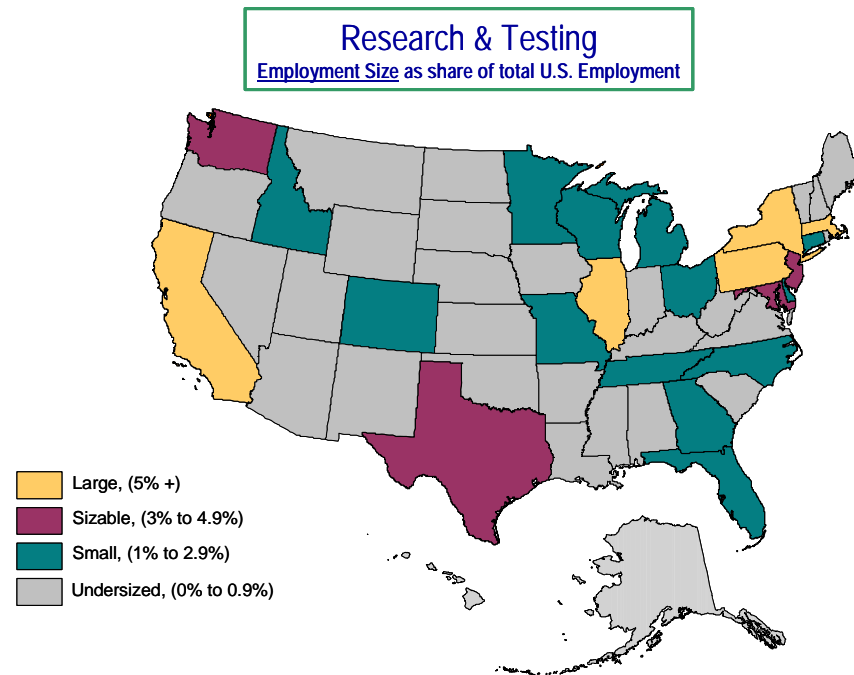 Research & Testing
Employment Size as share of total U.S. Employment
Large, (5% +)
Sizable, (3% to 4.9%)
Small, (1% to 2.9%)
Undersized, (0% to 0.9%)